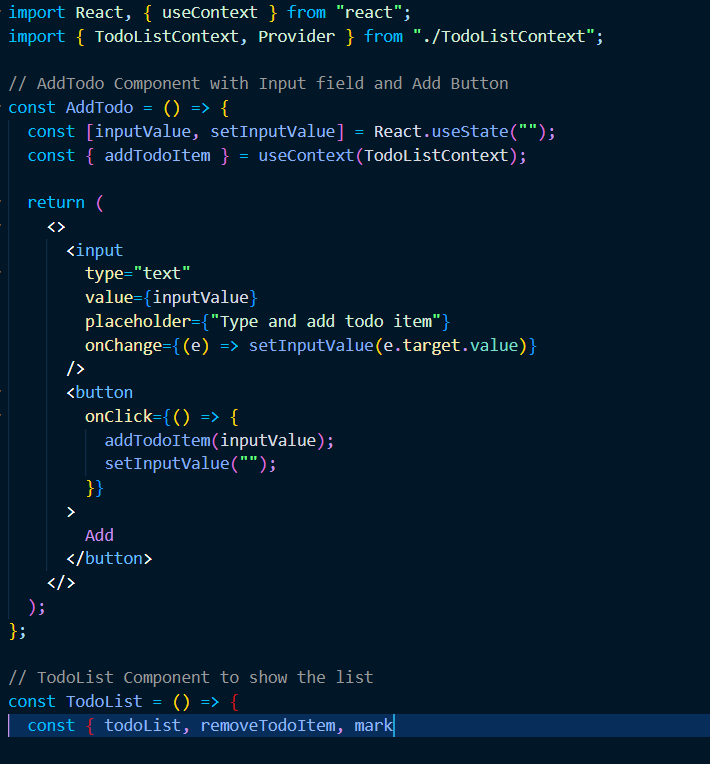 import React, { useContext } from "react";
import { TodoListContext, Provider } from "./TodoListContext";

// AddTodo Component with Input field and Add Button
const AddTodo = () => {
  const [inputValue, setInputValue] = React.useState("");
  const { addTodoItem } = useContext(TodoListContext);

  return (
    <>
      <input
        type="text"
        value={inputValue}
        placeholder={"Type and add todo item"}
        onChange={(e) => setInputValue(e.target.value)}
      />
      <button
        onClick={() => {
          addTodoItem(inputValue);
          setInputValue("");
        }}
      >
        Add
      </button>
    </>
  );
};

// TodoList Component to show the list
const TodoList = () => {
  const { todoList, removeTodoItem, mark